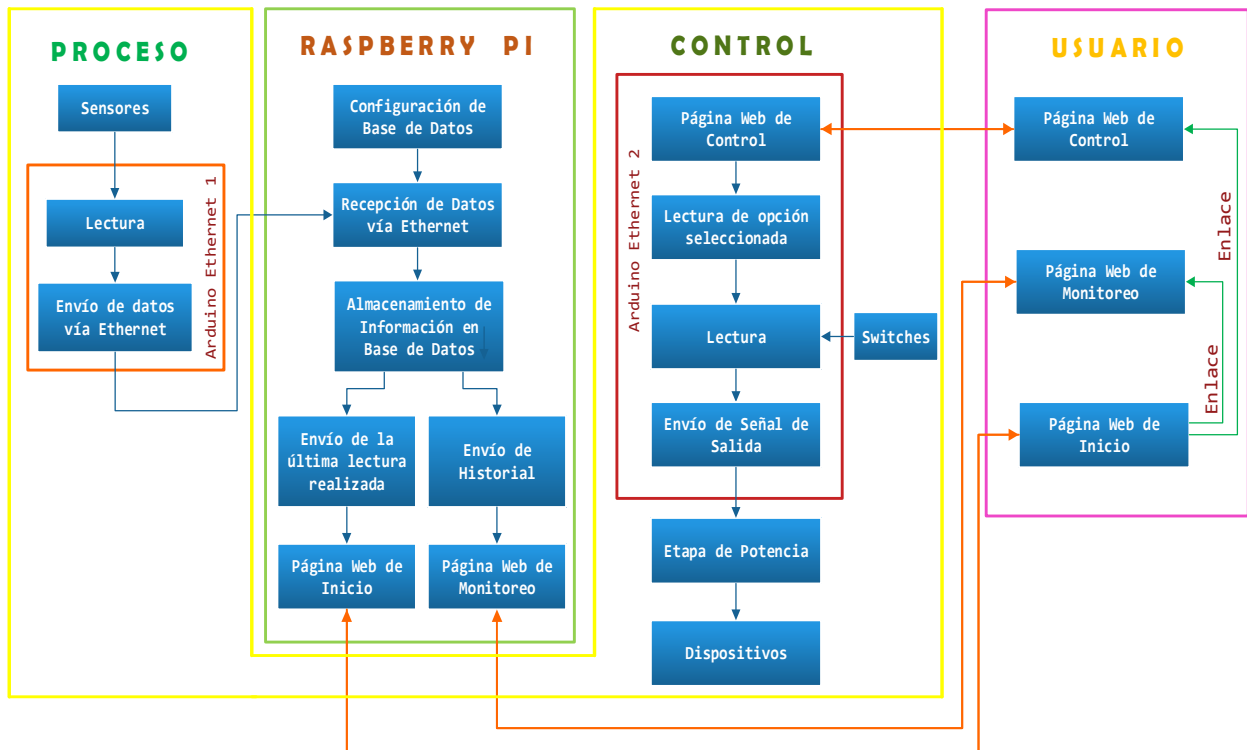 PROCESO
Sensores
Lectura
Envío de datos
vía Ethernet
Arduino Ethernet 1
RASPBERRY PI
Configuración de
Base de Datos
Recepción de Datos
vía Ethernet
Almacenamiento de
Información en
Base de Datos
Envío de la
última lectura
realizada
Envío de
Historial
Página Web de
Inicio
Página Web de
Monitoreo
CONTROL
Arduino Ethernet 2
Página Web de
Control
Lectura de opción
seleccionada
Lectura
Switches
Envío de Señal de
Salida
Etapa de Potencia
Dispositivos
USUARIO
Página Web de
Control
Página Web de
Monitoreo
Página Web de
Inicio
Enlace
Enlace